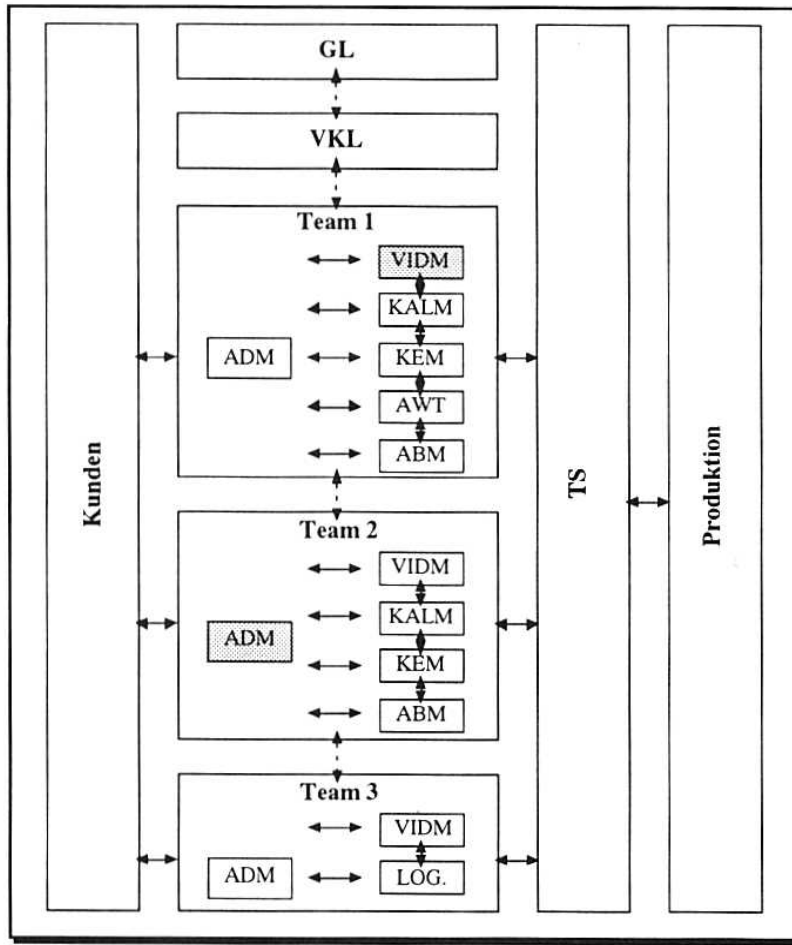 GL
VKL
Team 1
VIDM
KALM
ADM
KEM
AWT
ABM
Kunden
TS
Produktion
Team 2
VIDM
KALM
ADM
KEM
ABM
Team 3
VIDM
ADM
LOG.